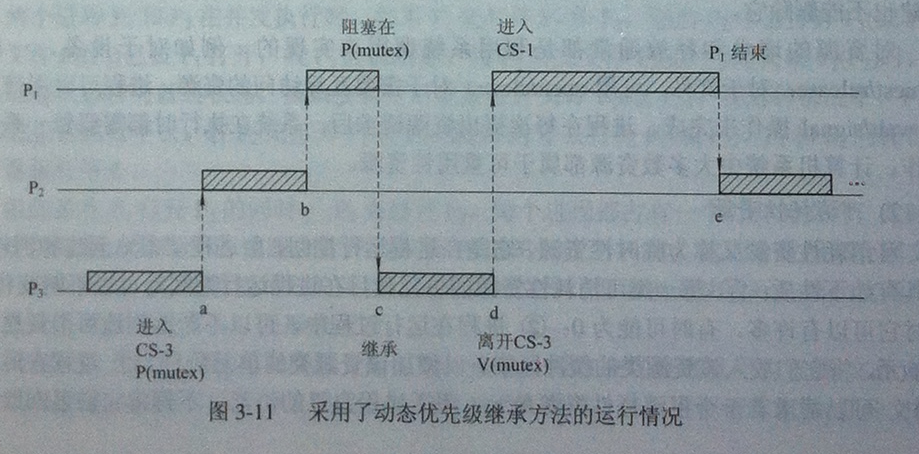 阻塞在
P(mutex)
进入
CS-1
P₁ 结束
P₁
P₂
b
e
...
P₃
a
c
d
进入
CS-3
P(mutex)
继承
离开CS-3
V(mutex)
图 3-11 采用了动态优先级继承方法的运行情况